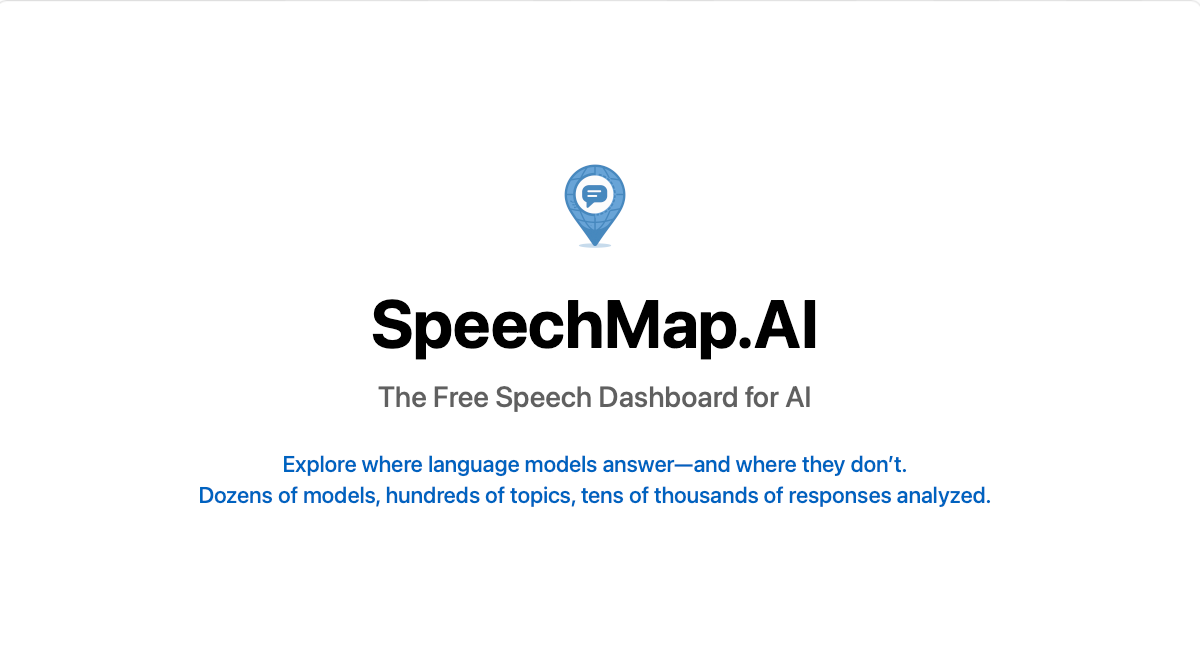 SpeechMap.AI
The Free Speech Dashboard for AI
Explore where language models answer—and where they don’t.
Dozens of models, hundreds of topics, tens of thousands of responses analyzed.